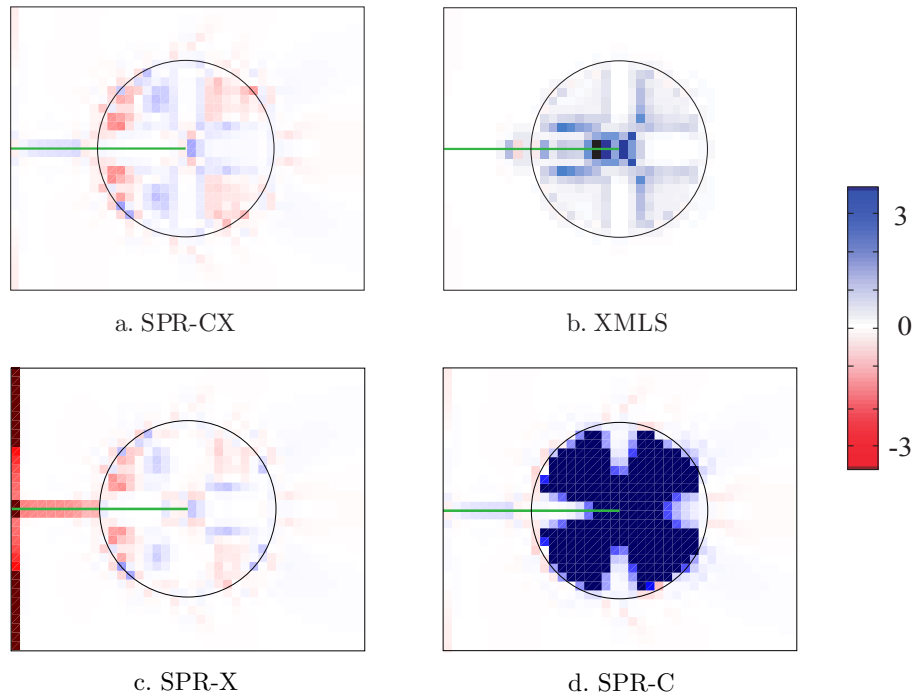 a. SPR-CX
b. XMLS
3
0
-3
c. SPR-X
d. SPR-C